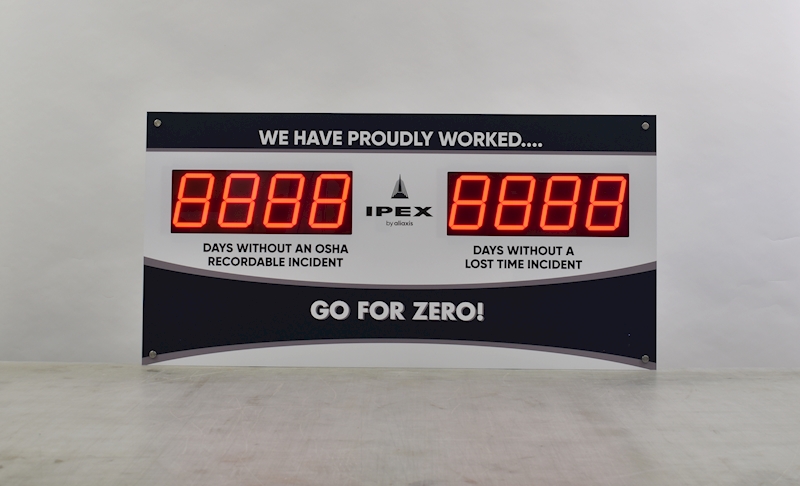 WE HAVE PROUDLY WORKED....
8888
8888
IPEX
by aliaxis
DAYS WITHOUT AN OSHA
RECORDABLE INCIDENT
DAYS WITHOUT A
LOST TIME INCIDENT
GO FOR ZERO!